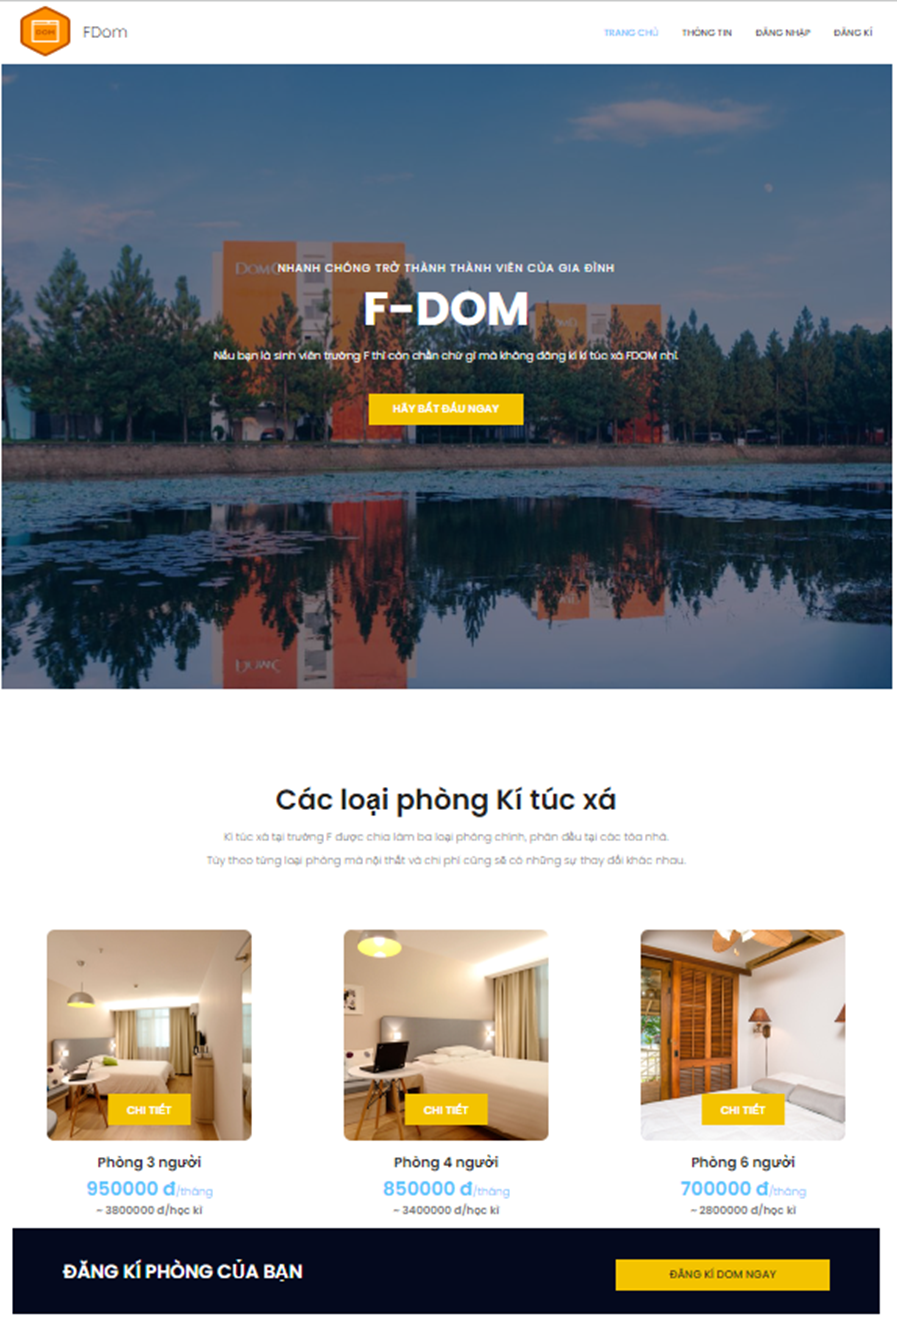 DOM
FDom
TRANG CHỦ THÔNG TIN ĐĂNG NHẬP ĐĂNG KÍ
NHANH CHÓNG TRỞ THÀNH THÀNH VIÊN CỦA GIA ĐÌNH
F-DOM
Nếu bạn là sinh viên trường F thì còn chần chừ gì mà không đăng kí kí túc xá FDOM nhỉ.
HÃY BẮT ĐẦU NGAY
Các loại phòng Kí túc xá
Kí túc xá tại trường F được chia làm ba loại phòng chính, phân đều tại các tòa nhà.
Tùy theo từng loại phòng mà nội thất và chi phí cũng sẽ có những sự thay đổi khác nhau.
CHI TIẾT CHI TIẾT CHI TIẾT
Phòng 3 người Phòng 4 người Phòng 6 người
950000 đ/tháng 850000 đ/tháng 700000 đ/tháng
~ 3800000 đ/học kì ~ 3400000 đ/học kì ~ 2800000 đ/học kì
ĐĂNG KÍ PHÒNG CỦA BẠN ĐĂNG KÍ DOM NGAY